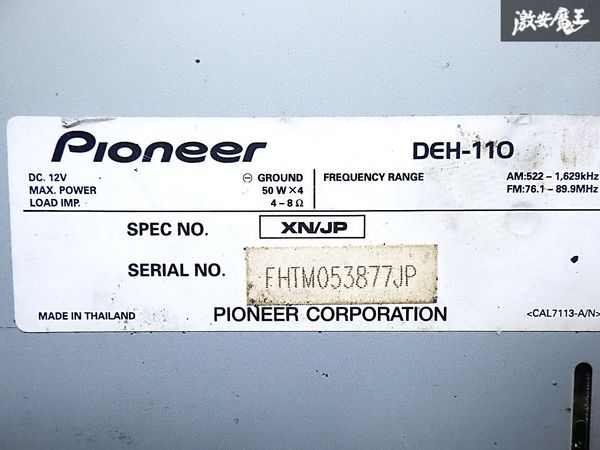 激安魔王
Pioneer DEH-110
DC. 12V ⊖ GROUND FREQUENCY RANGE AM:522 – 1,629kHz
MAX. POWER 50 W × 4 FM:76.1 – 89.9MHz
LOAD IMP. 4 – 8 Ω
SPEC NO. XN/JP
SERIAL NO. FHTM053877JP
MADE IN THAILAND PIONEER CORPORATION <CAL7113-A/N>